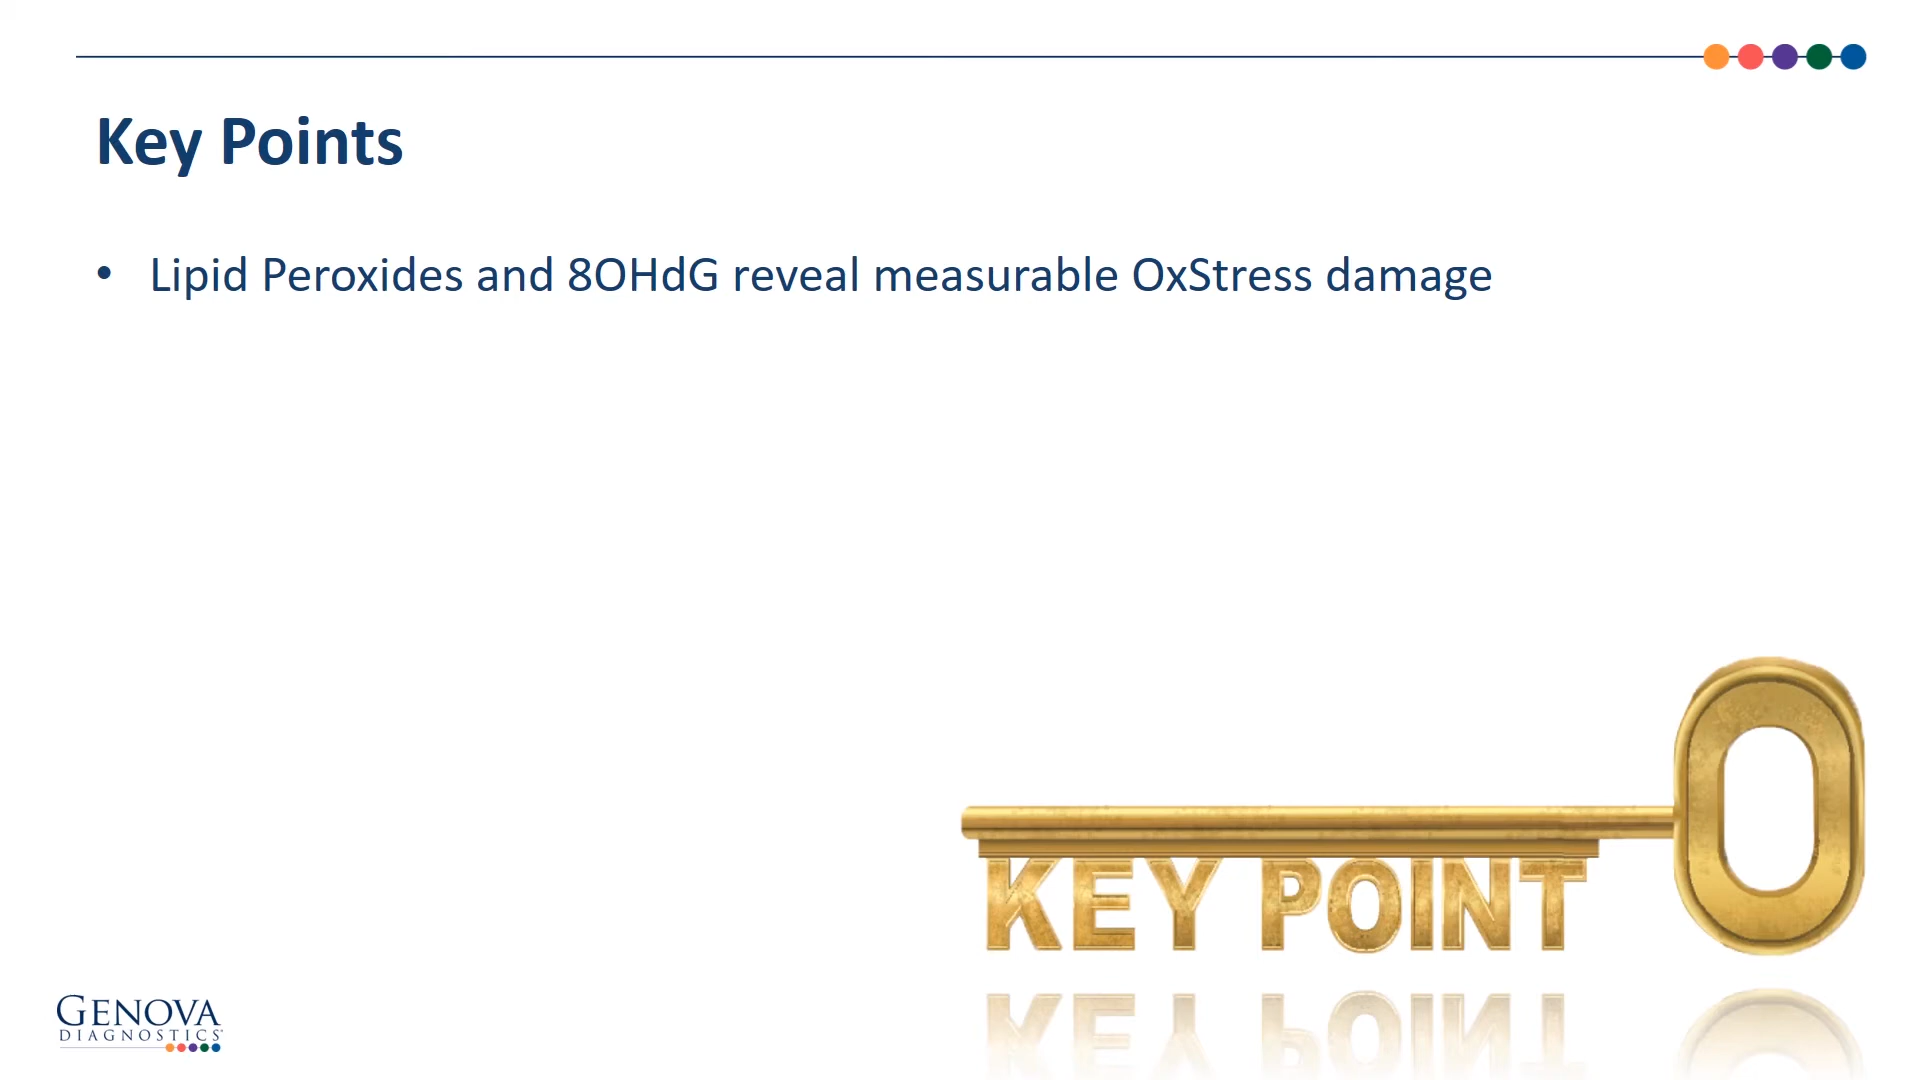 Key Points
• Lipid Peroxides and 8OHdG reveal measurable OxStress damage
KEY POINT
GENOVA
DIAGNOSTICS